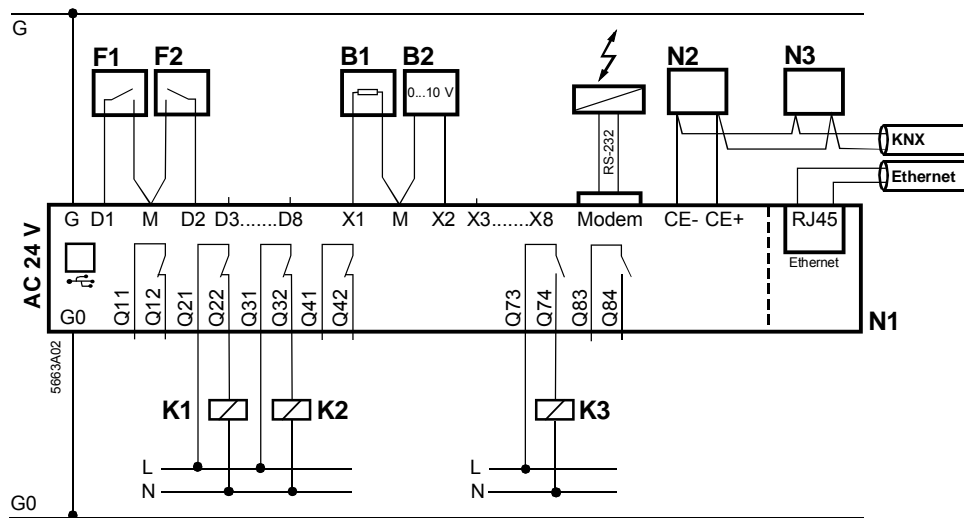 G
F1 F2 B1 B2 N2 N3
0...10 V
RS-232
KNX
Ethernet
G D1 M D2 D3.......D8 X1 M X2 X3.......X8 Modem CE- CE+ RJ45
Ethernet
AC 24 V
Q11 Q12 Q21 Q22 Q31 Q32 Q41 Q42 Q73 Q74 Q83 Q84
G0
N1
5663A02
K1 K2 K3
L L
N N
G0